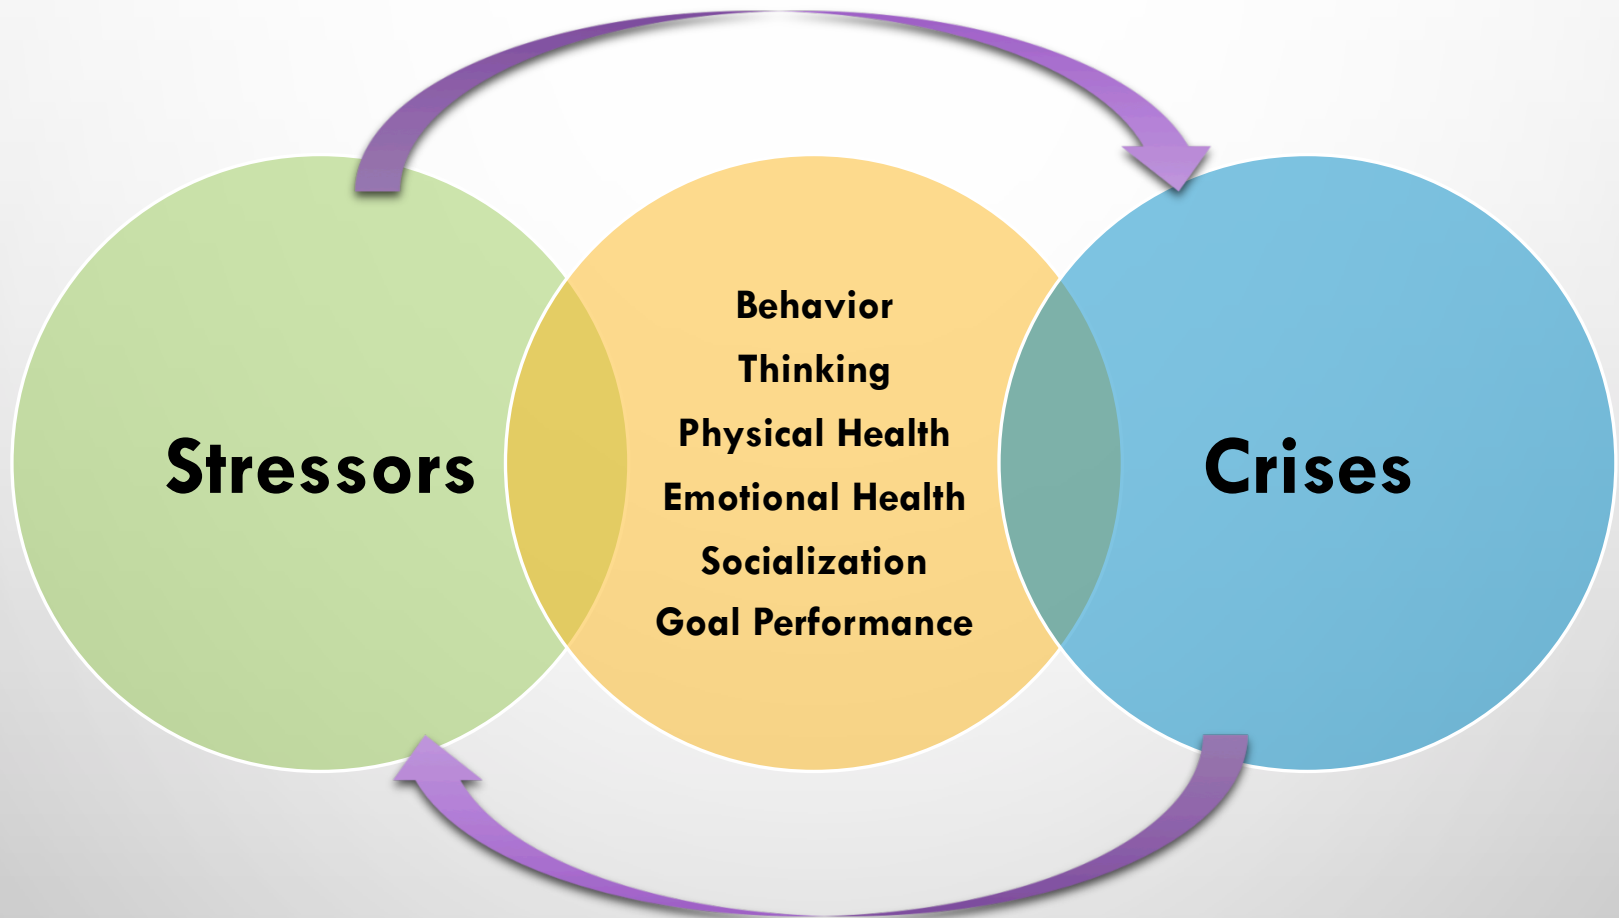 Stressors
Behavior
Thinking
Physical Health
Emotional Health
Socialization
Goal Performance
Crises